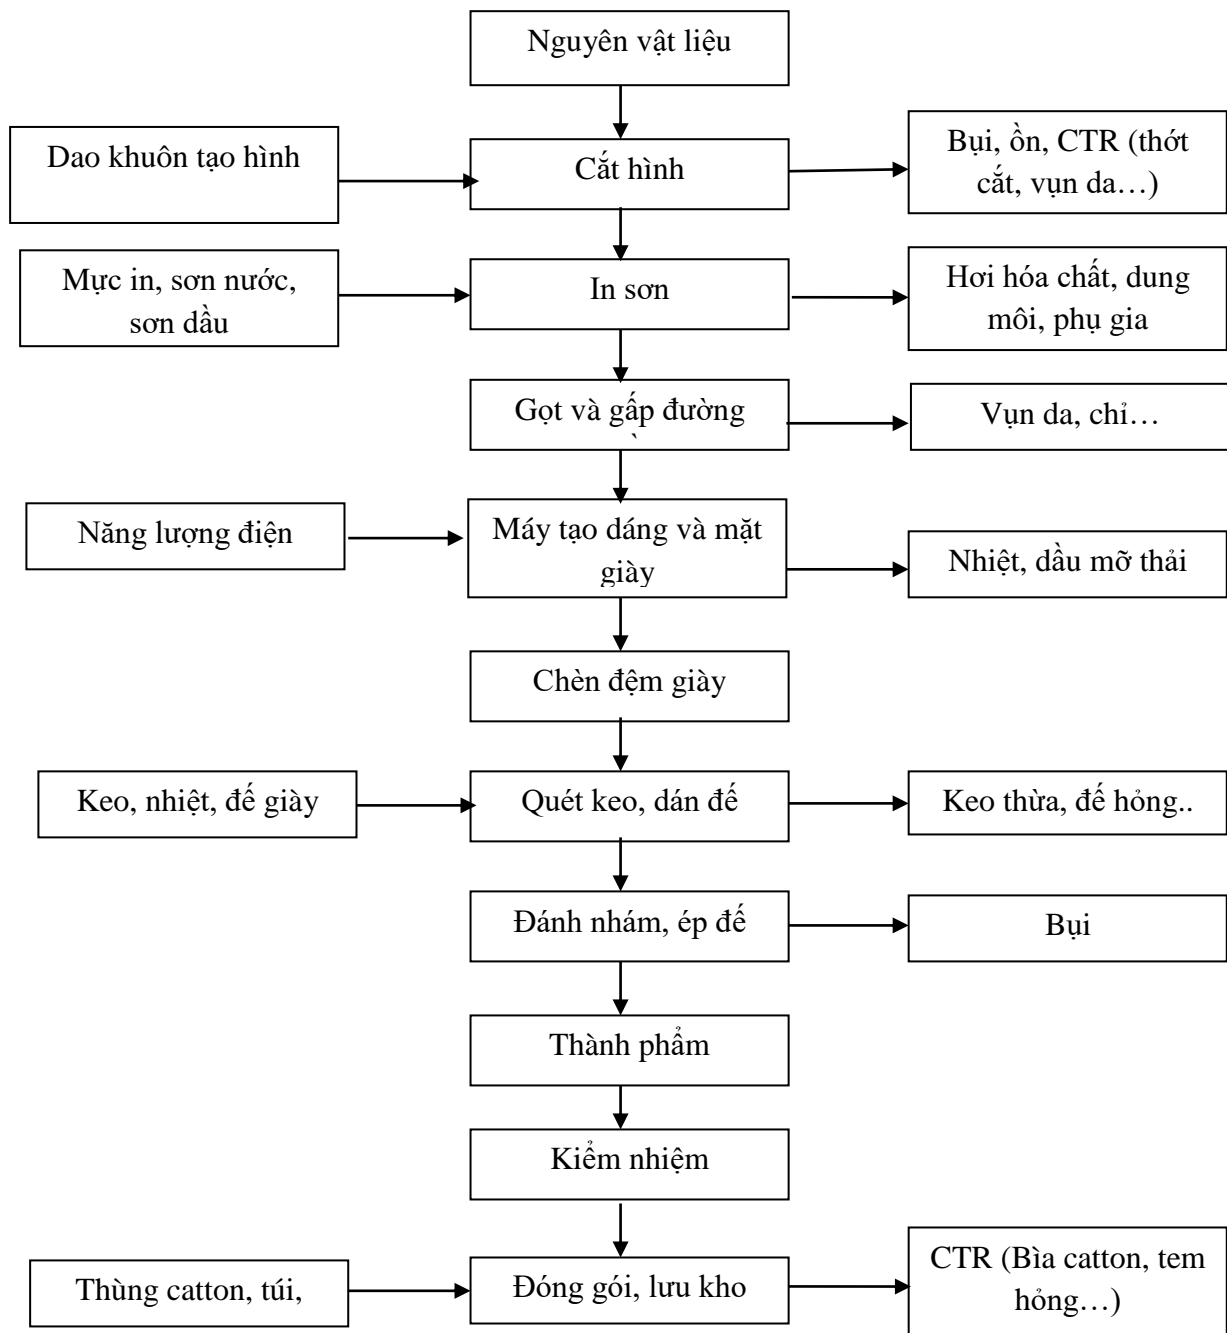 Nguyên vật liệu
Dao khuôn tạo hình
Cắt hình
Bụi, ồn, CTR (thớt
cắt, vụn da…)
Mực in, sơn nước,
sơn dầu
In sơn
Hơi hóa chất, dung
môi, phụ gia
Gọt và gấp đường
Vụn da, chỉ…
Năng lượng điện
Máy tạo dáng và mặt
giày
Nhiệt, dầu mỡ thải
Chèn đệm giày
Keo, nhiệt, đế giày
Quét keo, dán đế
Keo thừa, đế hỏng..
Đánh nhám, ép đế
Bụi
Thành phẩm
Kiểm nhiệm
Thùng catton, túi,
Đóng gói, lưu kho
CTR (Bìa catton, tem
hỏng…)